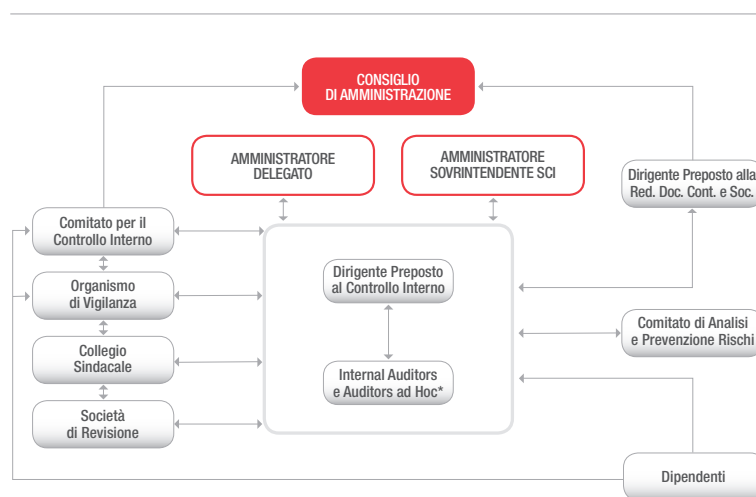 CONSIGLIO
DI AMMINISTRAZIONE
AMMINISTRATORE
DELEGATO
AMMINISTRATORE
SOVRINTENDENTE SCI
Dirigente Preposto alla
Red. Doc. Cont. e Soc.
Comitato per il
Controllo Interno
Dirigente Preposto
al Controllo Interno
Organismo
di Vigilanza
Comitato di Analisi
e Prevenzione Rischi
Collegio
Sindacale
Internal Auditors
e Auditors ad Hoc*
Società
di Revisione
Dipendenti